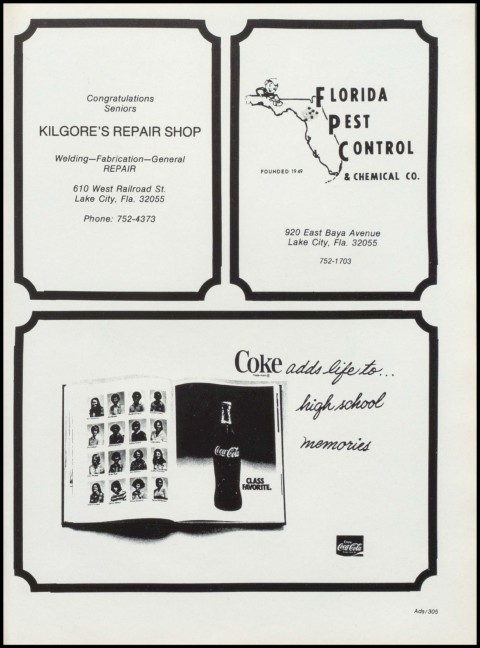 Congratulations
Seniors
KILGORE'S REPAIR SHOP
Welding—Fabrication—General
REPAIR
610 West Railroad St.
Lake City, Fla. 32055
Phone: 752-4373
FLORIDA
PEST
CONTROL
& CHEMICAL CO.
FOUNDED 1949
920 East Baya Avenue
Lake City, Fla. 32055
752-1703
Coke adds life to...
high school
memories
Coca-Cola
CLASS
FAVORITE.
Enjoy
Coca-Cola
Ads/305